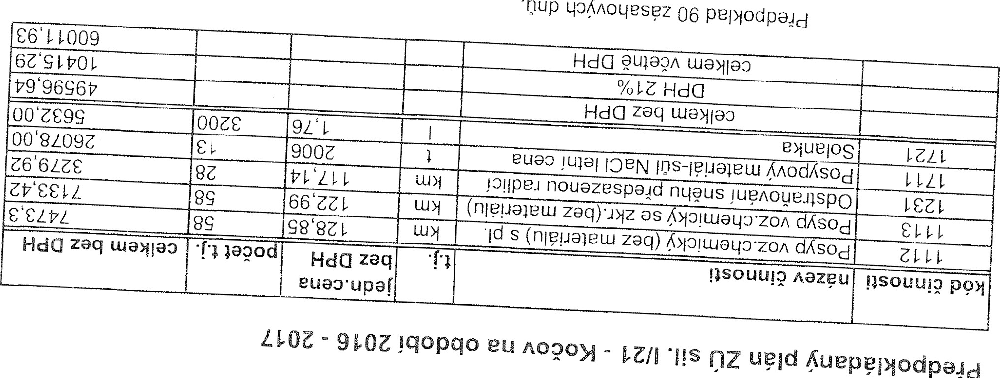 Předpokládaný plán ZÚ sil. I/21 - Kočov na období 2016 - 2017
kód činnosti název činnosti t.j. jedn.cena bez DPH počet t.j. celkem bez DPH
1112 Posyp voz.chemický (bez materiálu) s pl. km 128,85 58 7473,3
1113 Posyp voz.chemický se zkr.(bez materiálu) km 122,99 58 7133,42
1231 Odstraňování sněhu předsazenou radlicí km 117,14 28 3279,92
1711 Posypový materiál-sůl NaCl letní cena t 2006 13 26078,00
1721 Solanka l 1,76 3200 5632,00
celkem bez DPH 49596,64
DPH 21% 10415,29
celkem včetně DPH 60011,93
Předpoklad 90 zásahových dnů.